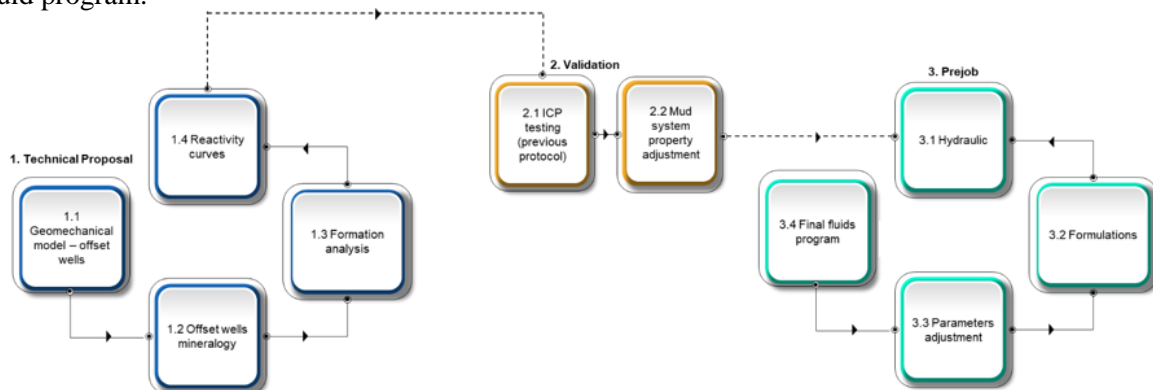 uid program.
1. Technical Proposal
1.1
Geomechanical
model – offset
wells
1.2 Offset wells
mineralogy
1.3 Formation
analysis
1.4 Reactivity
curves
2. Validation
2.1 ICP
testing
(previous
protocol)
2.2 Mud
system
property
adjustment
3. Prejob
3.1 Hydraulic
3.2 Formulations
3.3 Parameters
adjustment
3.4 Final fluids
program